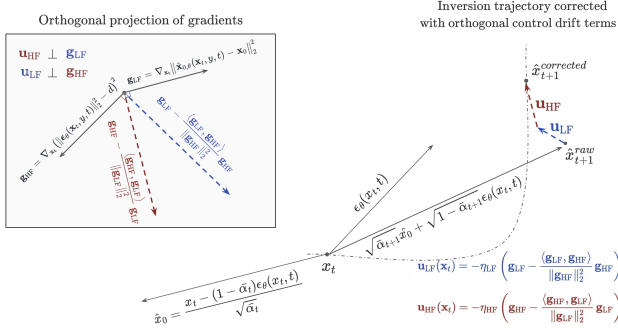 Orthogonal projection of gradients
u_HF ⊥ g_LF
u_LF ⊥ g_HF
g_LF = ∇_{x_t} ‖x̂_{0,θ}(x_t, y, t) − x_0‖_2^2
g_HF = ∇_{x_t} (‖ϵ_θ(x_t, y, t)‖_2^2 − d)^2
g_HF − ⟨g_HF, g_LF⟩ / ‖g_LF‖_2^2 g_LF
g_LF − ⟨g_LF, g_HF⟩ / ‖g_HF‖_2^2 g_HF
Inversion trajectory corrected
with orthogonal control drift terms
x̂_{t+1}^{corrected}
u_HF
u_LF
x̂_{t+1}^{raw}
ϵ_θ(x_t, t)
√ᾱ_{t+1} x̂_0 + √(1 − ᾱ_{t+1}) ϵ_θ(x_t, t)
x_t
x̂_0 = (x_t − (1 − ᾱ_t)ϵ_θ(x_t, t)) / √ᾱ_t
u_LF(x_t) = −η_LF ( g_LF − ⟨g_LF, g_HF⟩ / ‖g_HF‖_2^2 g_HF )
u_HF(x_t) = −η_HF ( g_HF − ⟨g_HF, g_LF⟩ / ‖g_LF‖_2^2 g_LF )